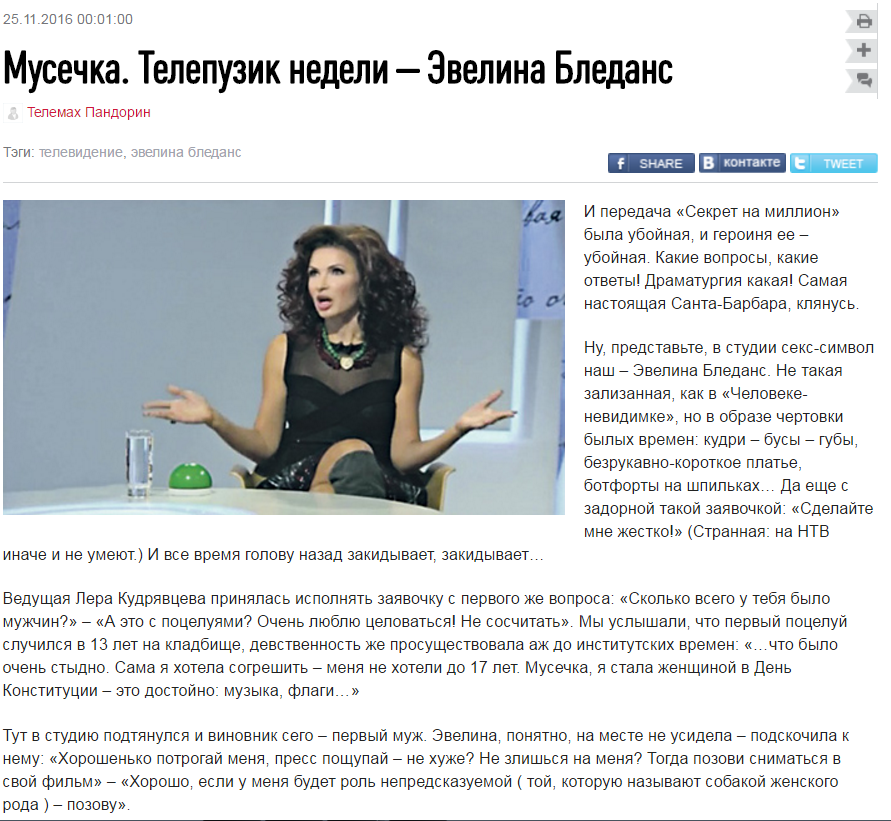 25.11.2016 00:01:00
Мусечка. Телепузик недели — Эвелина Бледанс
Телемах Пандорин
Тэги: телевидение, эвелина бледанс
f SHARE
В контакте
t TWEET
И передача «Секрет на миллион»
была убойная, и героиня ее –
убойная. Какие вопросы, какие
ответы! Драматургия какая! Самая
настоящая Санта-Барбара, клянусь.
Ну, представьте, в студии секс-символ
наш – Эвелина Бледанс. Не такая
зализанная, как в «Человеке-
невидимке», но в образе чертовки
былых времен: кудри – бусы – губы,
безрукавно-короткое платье,
ботфорты на шпильках… Да еще с
задорной такой заявочкой: «Сделайте
мне жестко!» (Странная: на НТВ
иначе и не умеют.) И все время голову назад закидывает, закидывает…
Ведущая Лера Кудрявцева принялась исполнять заявочку с первого же вопроса: «Сколько всего у тебя было
мужчин?» – «А это с поцелуями? Очень люблю целоваться! Не сосчитать». Мы услышали, что первый поцелуй
случился в 13 лет на кладбище, девственность же просуществовала аж до институтских времен: «…что было
очень стыдно. Сама я хотела согрешить – меня не хотели до 17 лет. Мусечка, я стала женщиной в День
Конституции – это достойно: музыка, флаги…»
Тут в студию подтянулся и виновник сего – первый муж. Эвелина, понятно, на месте не усидела – подскочила к
нему: «Хорошенько потрогай меня, пресс пощупай – не хуже? Не злишься на меня? Тогда позови сниматься в
свой фильм» – «Хорошо, если у меня будет роль непредсказуемой ( той, которую называют собакой женского
рода ) – позову».